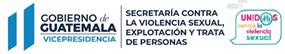 GOBIERNO de
GUATEMALA
VICEPRESIDENCIA
SECRETARÍA CONTRA
LA VIOLENCIA SEXUAL,
EXPLOTACIÓN Y TRATA
DE PERSONAS
UNIDOS
contra la
violencia
sexual